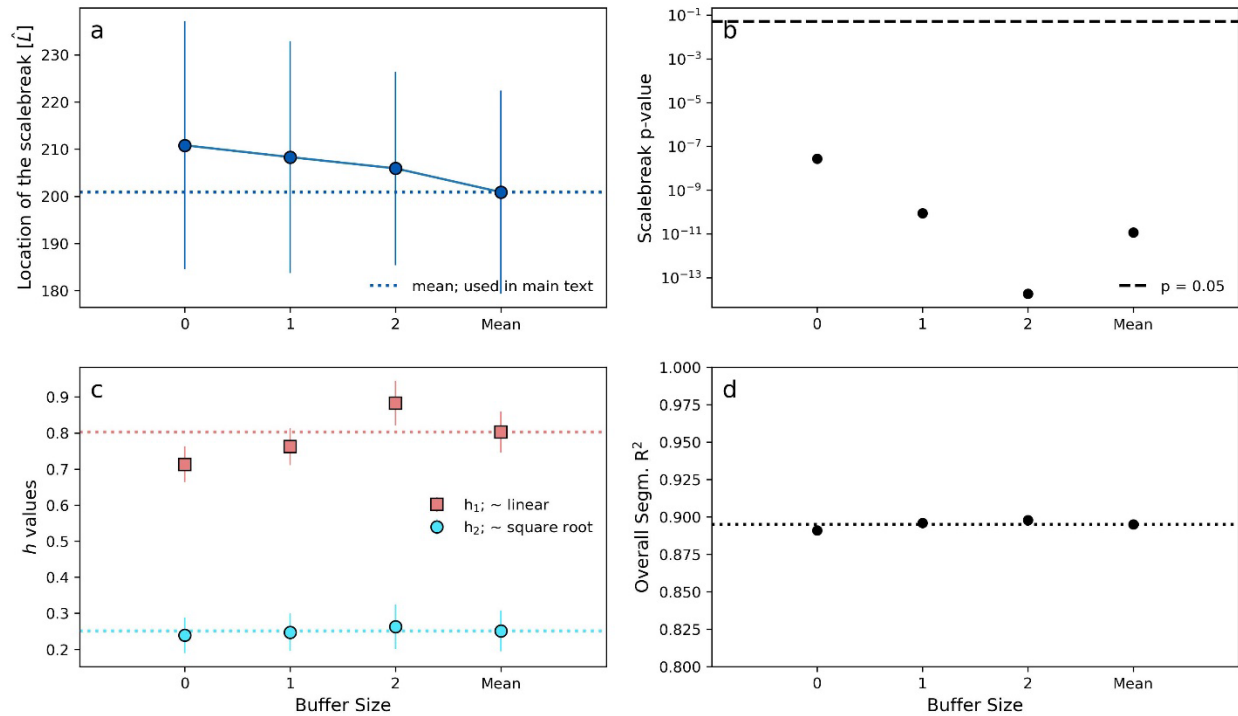 a
Location of the scalebreak [L̂]
230
220
210
200
190
180
mean; used in main text
0
1
2
Mean
b
Scalebreak p-value
10⁻¹
10⁻³
10⁻⁵
10⁻⁷
10⁻⁹
10⁻¹¹
10⁻¹³
p = 0.05
0
1
2
Mean
c
h values
0.9
0.8
0.7
0.6
0.5
0.4
0.3
0.2
h₁; ~ linear
h₂; ~ square root
0
1
2
Mean
Buffer Size
d
Overall Segm. R²
1.000
0.975
0.950
0.925
0.900
0.875
0.850
0.825
0.800
0
1
2
Mean
Buffer Size